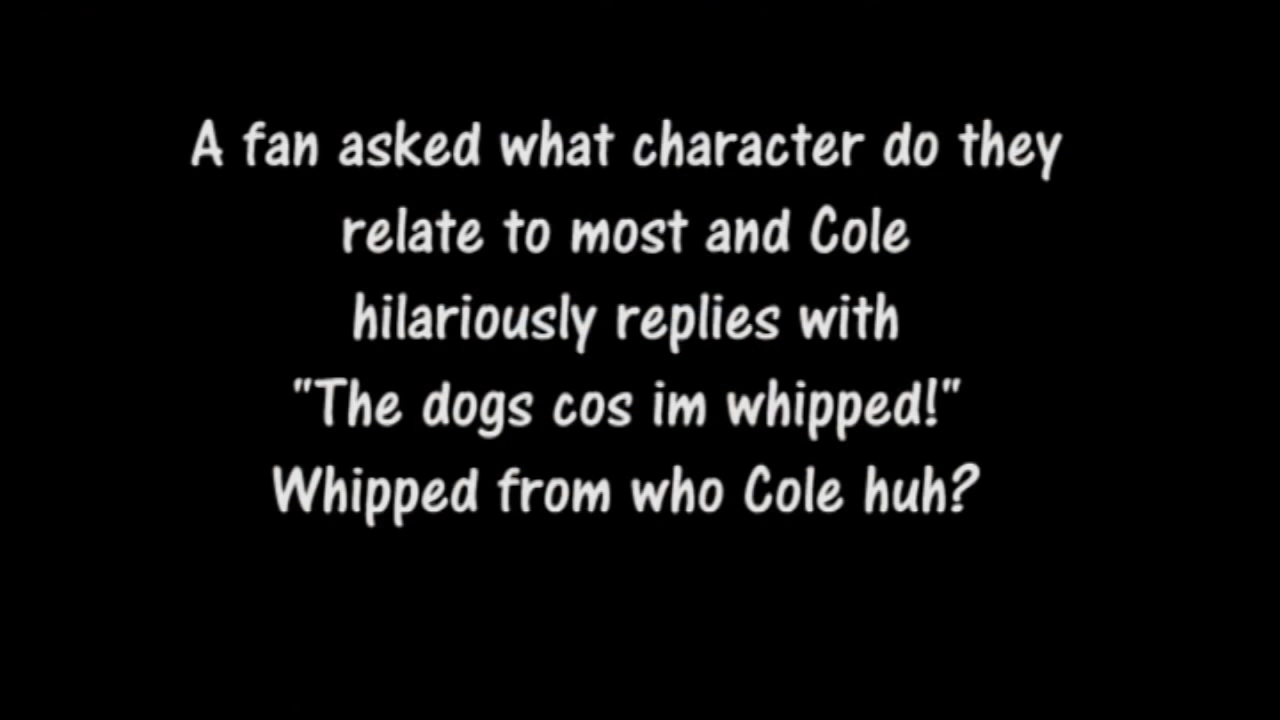 A fan asked what character do they
relate to most and Cole
hilariously replies with
"The dogs cos im whipped!"
Whipped from who Cole huh?